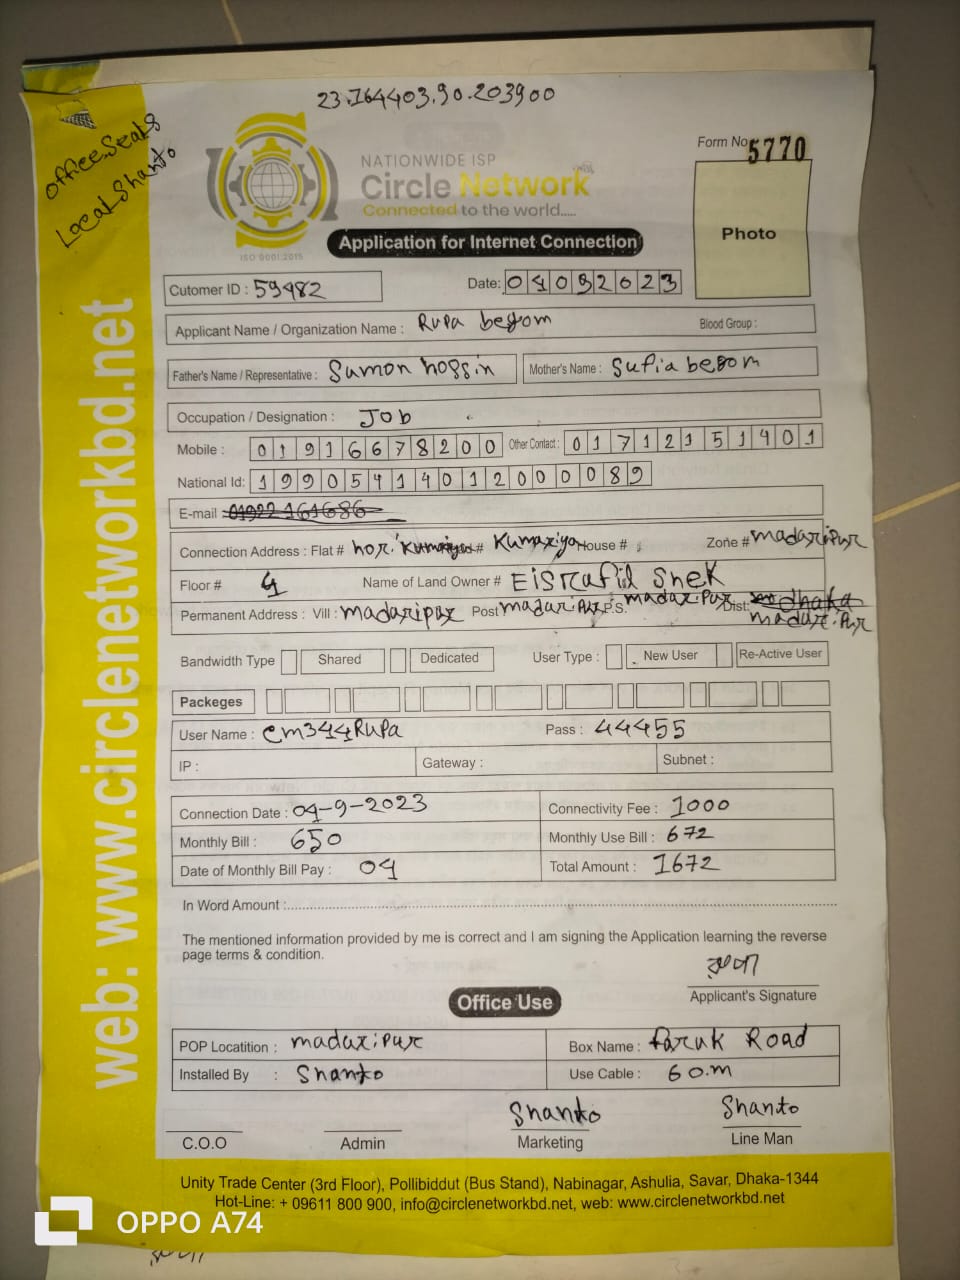 23.764403.90.203900
office Seats
Local Shanto
Form No 5770
NATIONWIDE ISP
Circle Network
Connected to the world.....
ISO 9001:2015
Photo
Application for Internet Connection
Cutomer ID : 59482
Date: 04092023
Applicant Name / Organization Name : Rupa begom
Blood Group :
Father's Name / Representative : Sumon hossin
Mother's Name : Sufia begom
Occupation / Designation : Job
Mobile : 01916678200
Other Contact : 01712151401
National Id: 19905414012000089
E-mail 01922161686
Connection Address : Flat # hori Kumariya House # Zone # madaripur
Floor # 4 Name of Land Owner # Eisrafil Shek
Permanent Address : Vill : madaripur Post madaripur P.S. madaripur Dist: dhaka
madaripur
Bandwidth Type Shared Dedicated User Type : New User Re-Active User
Packeges
User Name : cm344Rupa Pass : 44455
IP : Gateway : Subnet :
Connection Date : 04-9-2023 Connectivity Fee : 1000
Monthly Bill : 650 Monthly Use Bill : 672
Date of Monthly Bill Pay : 04 Total Amount : 1672
In Word Amount :
The mentioned information provided by me is correct and I am signing the Application learning the reverse
page terms & condition.
রুপা
Applicant's Signature
Office Use
POP Locatition : madaripur Box Name : faruk Road
Installed By : Shanto Use Cable : 60.m
Shanto Shanto
C.O.O Admin Marketing Line Man
Unity Trade Center (3rd Floor), Pollibiddut (Bus Stand), Nabinagar, Ashulia, Savar, Dhaka-1344
Hot-Line: + 09611 800 900, info@circlenetworkbd.net, web: www.circlenetworkbd.net
web: www.circlenetworkbd.net
OPPO A74